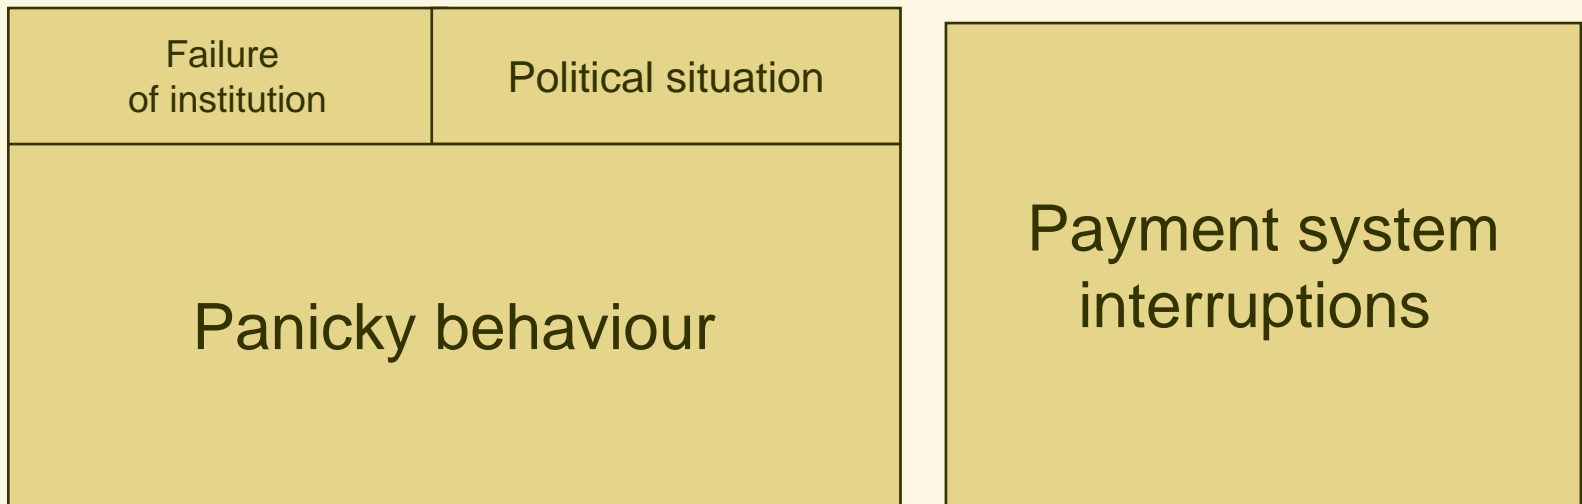 Failure
of institution
Political situation
Panicky behaviour
Payment system
interruptions